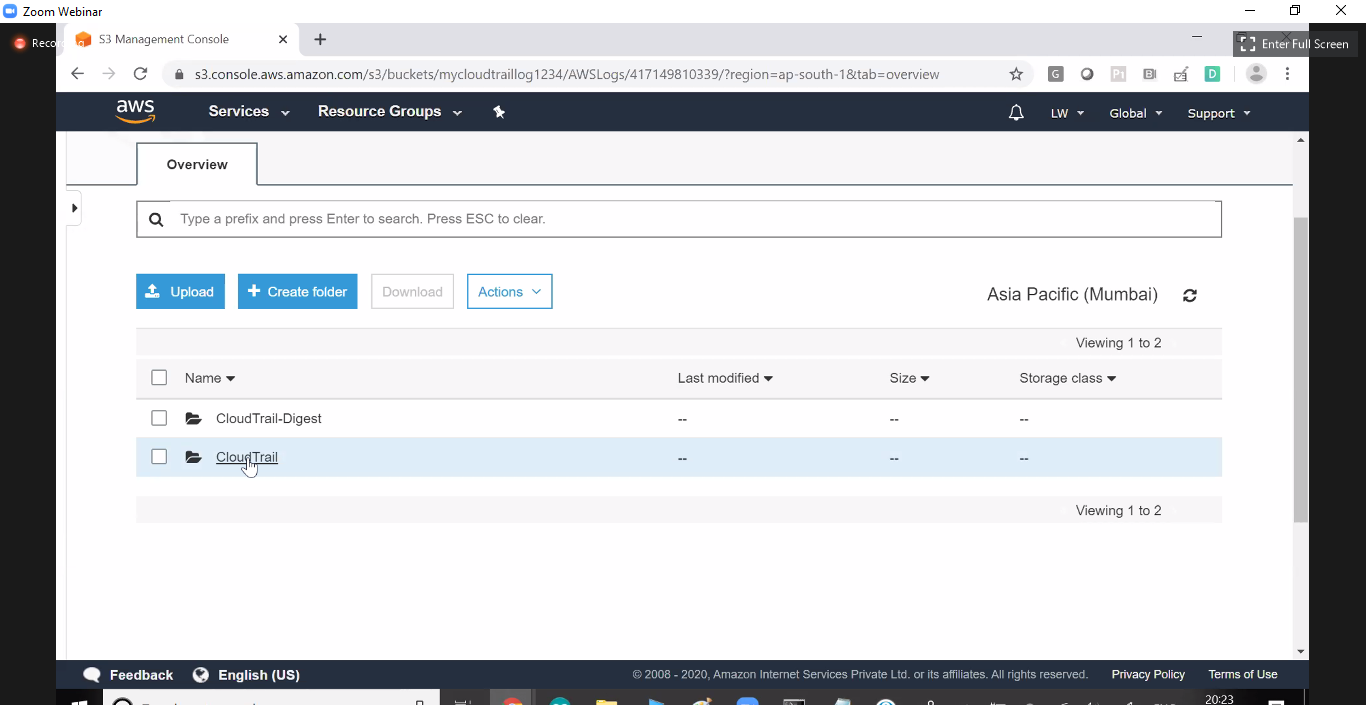 Zoom Webinar
Recording
S3 Management Console
Enter Full Screen
s3.console.aws.amazon.com/s3/buckets/mycloudtraillog1234/AWSLogs/417149810339/?region=ap-south-1&tab=overview
aws Services Resource Groups LW Global Support
Overview
Type a prefix and press Enter to search. Press ESC to clear.
Upload + Create folder Download Actions
Asia Pacific (Mumbai)
Viewing 1 to 2
Name Last modified Size Storage class
CloudTrail-Digest -- -- --
CloudTrail -- -- --
Viewing 1 to 2
Feedback English (US) © 2008 - 2020, Amazon Internet Services Private Ltd. or its affiliates. All rights reserved. Privacy Policy Terms of Use
20:23